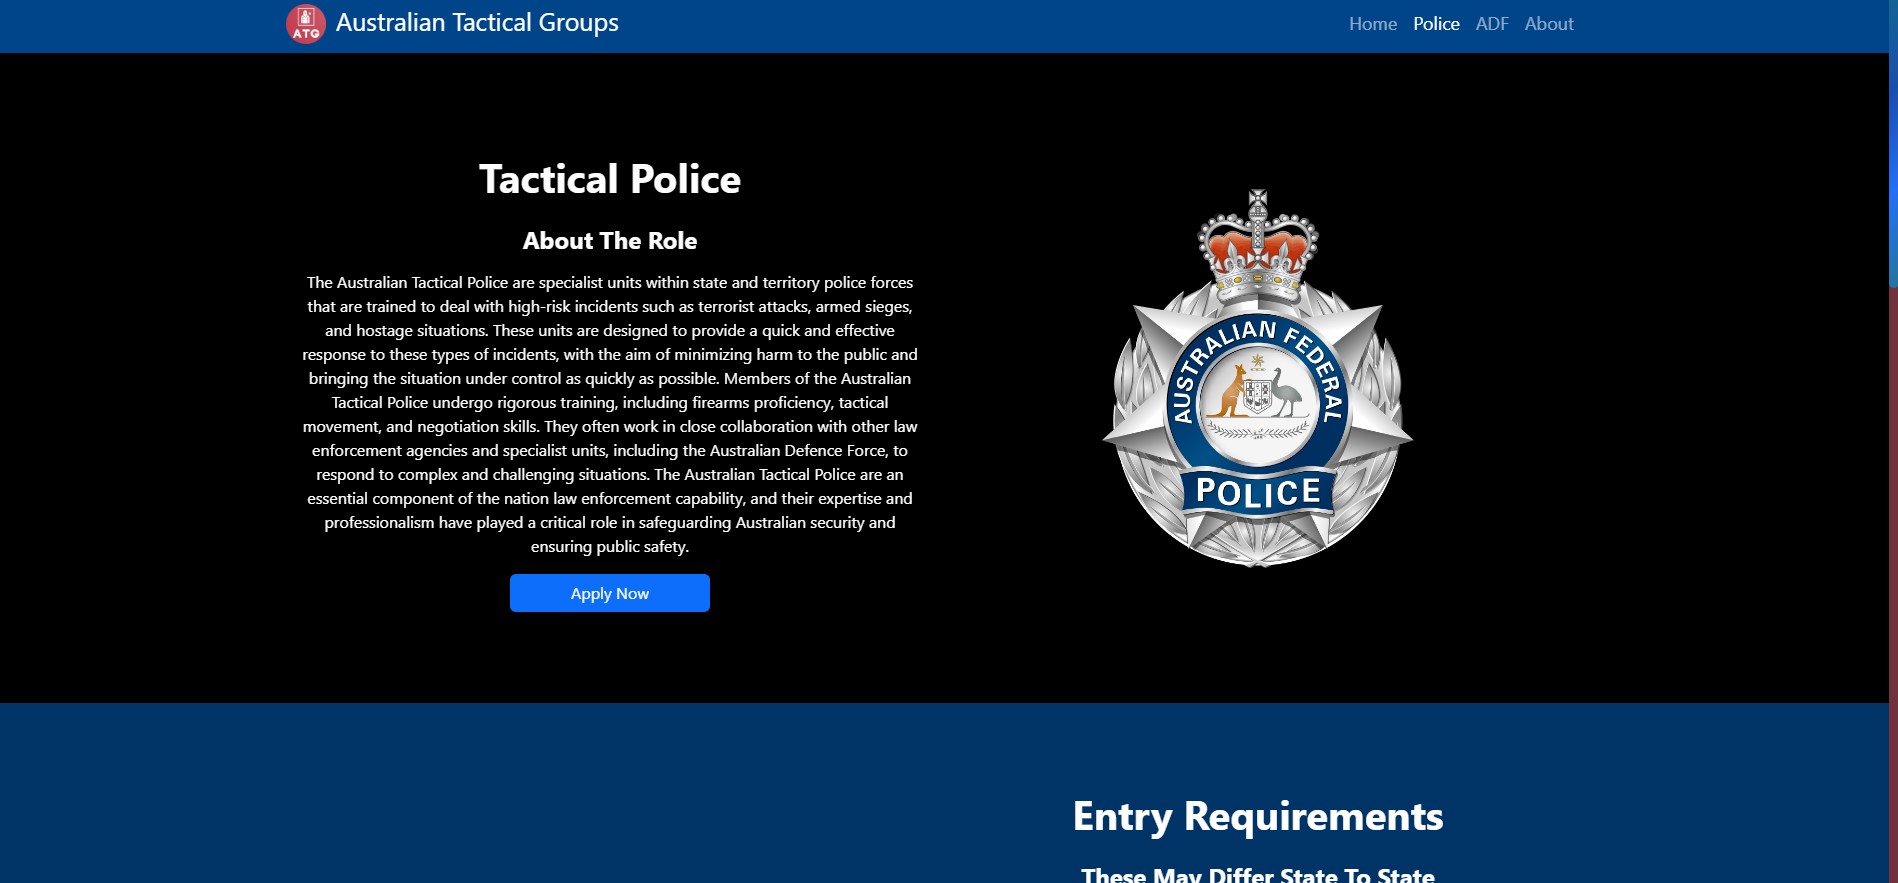 ATG
Australian Tactical Groups
Home Police ADF About
Tactical Police
About The Role
The Australian Tactical Police are specialist units within state and territory police forces
that are trained to deal with high-risk incidents such as terrorist attacks, armed sieges,
and hostage situations. These units are designed to provide a quick and effective
response to these types of incidents, with the aim of minimizing harm to the public and
bringing the situation under control as quickly as possible. Members of the Australian
Tactical Police undergo rigorous training, including firearms proficiency, tactical
movement, and negotiation skills. They often work in close collaboration with other law
enforcement agencies and specialist units, including the Australian Defence Force, to
respond to complex and challenging situations. The Australian Tactical Police are an
essential component of the nation law enforcement capability, and their expertise and
professionalism have played a critical role in safeguarding Australian security and
ensuring public safety.
Apply Now
AUSTRALIAN FEDERAL
POLICE
Entry Requirements
These May Differ State To State